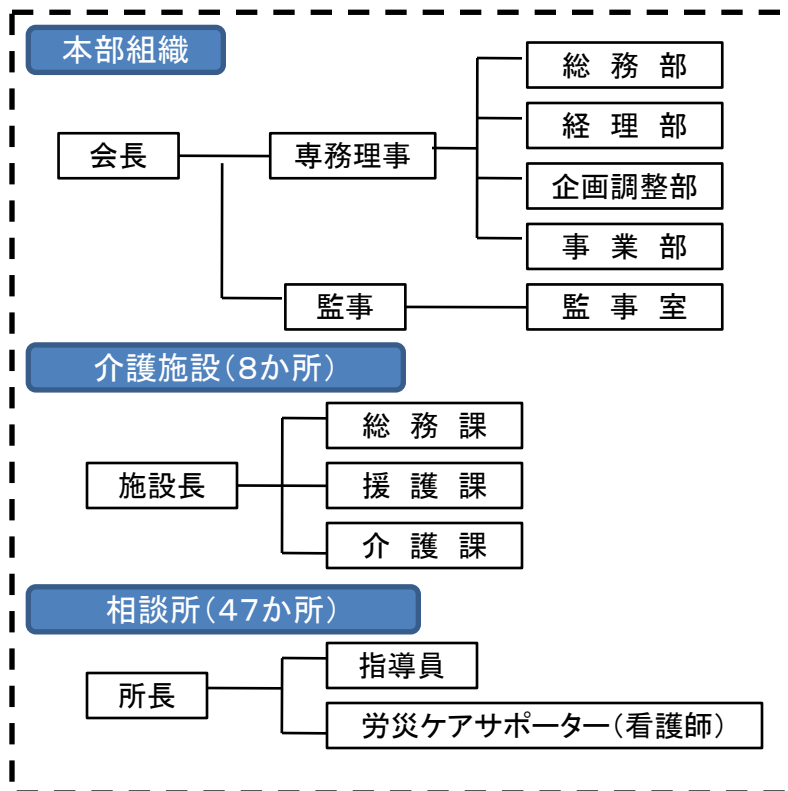 本部組織
総務部
会長
専務理事
経理部
企画調整部
事業部
監事
監事室
介護施設(8か所)
総務課
施設長
援護課
介護課
相談所(47か所)
指導員
所長
労災ケアサポーター(看護師)